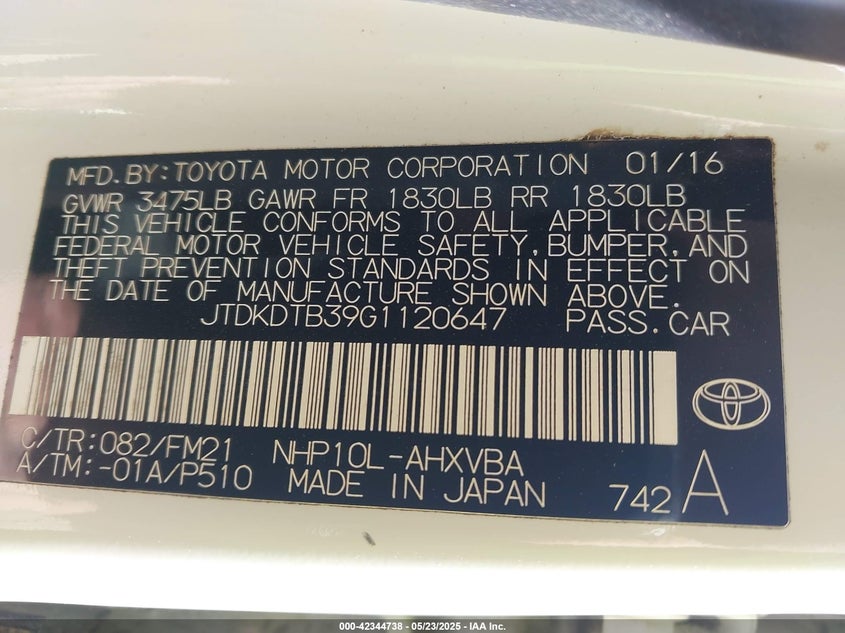 MFD.BY:TOYOTA MOTOR CORPORATION 01/16
GVWR 3475LB GAWR FR 1830LB RR 1830LB
THIS VEHICLE CONFORMS TO ALL APPLICABLE
FEDERAL MOTOR VEHICLE SAFETY,BUMPER,AND
THEFT PREVENTION STANDARDS IN EFFECT ON
THE DATE OF MANUFACTURE SHOWN ABOVE.
JTDKDTB39G1120647 PASS.CAR
C/TR:082/FM21 NHP10L-AHXVBA
A/TM:-01A/P510 MADE IN JAPAN 742 A
000-42344738 - 05/23/2025 - IAA Inc.